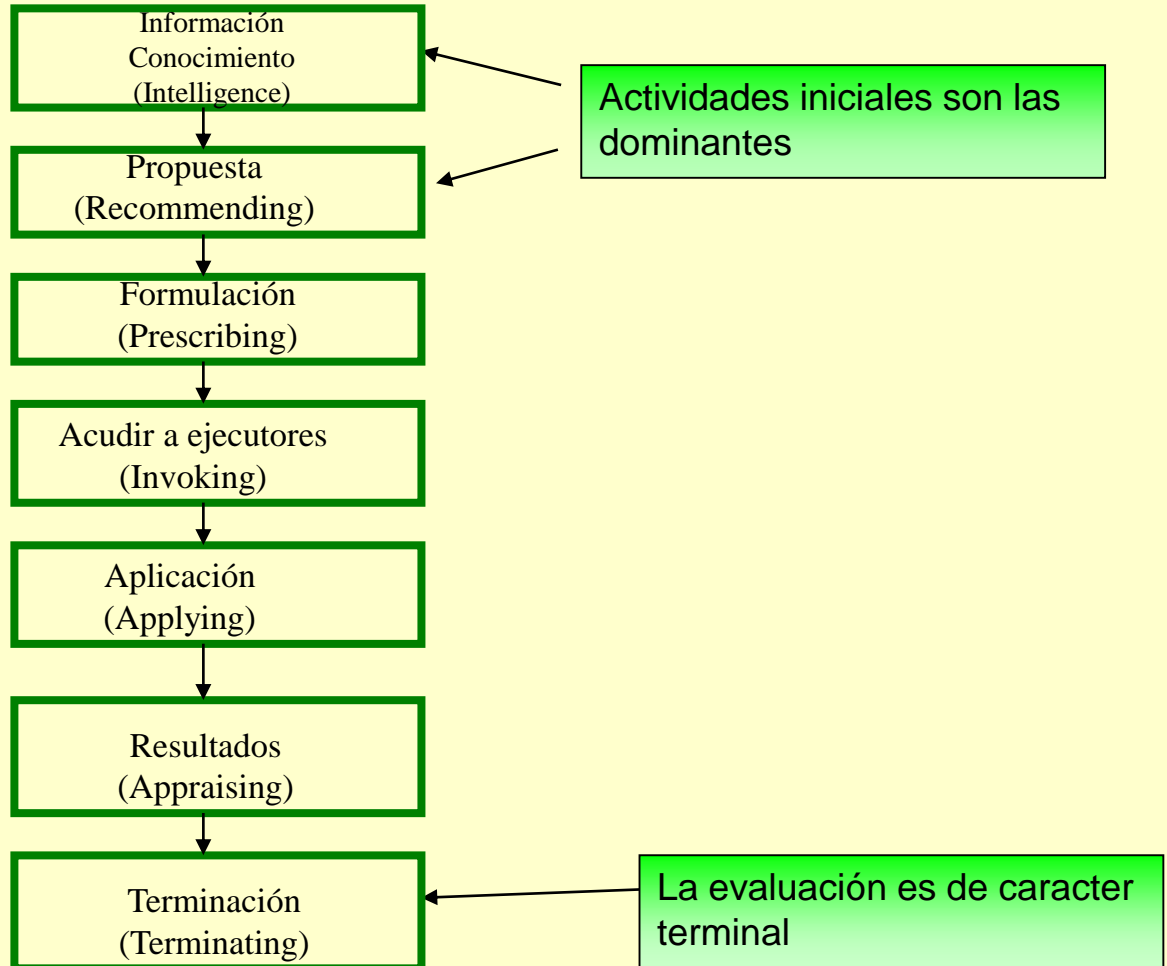 Información
Conocimiento
(Intelligence)
Actividades iniciales son las
dominantes
Propuesta
(Recommending)
Formulación
(Prescribing)
Acudir a ejecutores
(Invoking)
Aplicación
(Applying)
Resultados
(Appraising)
Terminación
(Terminating)
La evaluación es de caracter
terminal